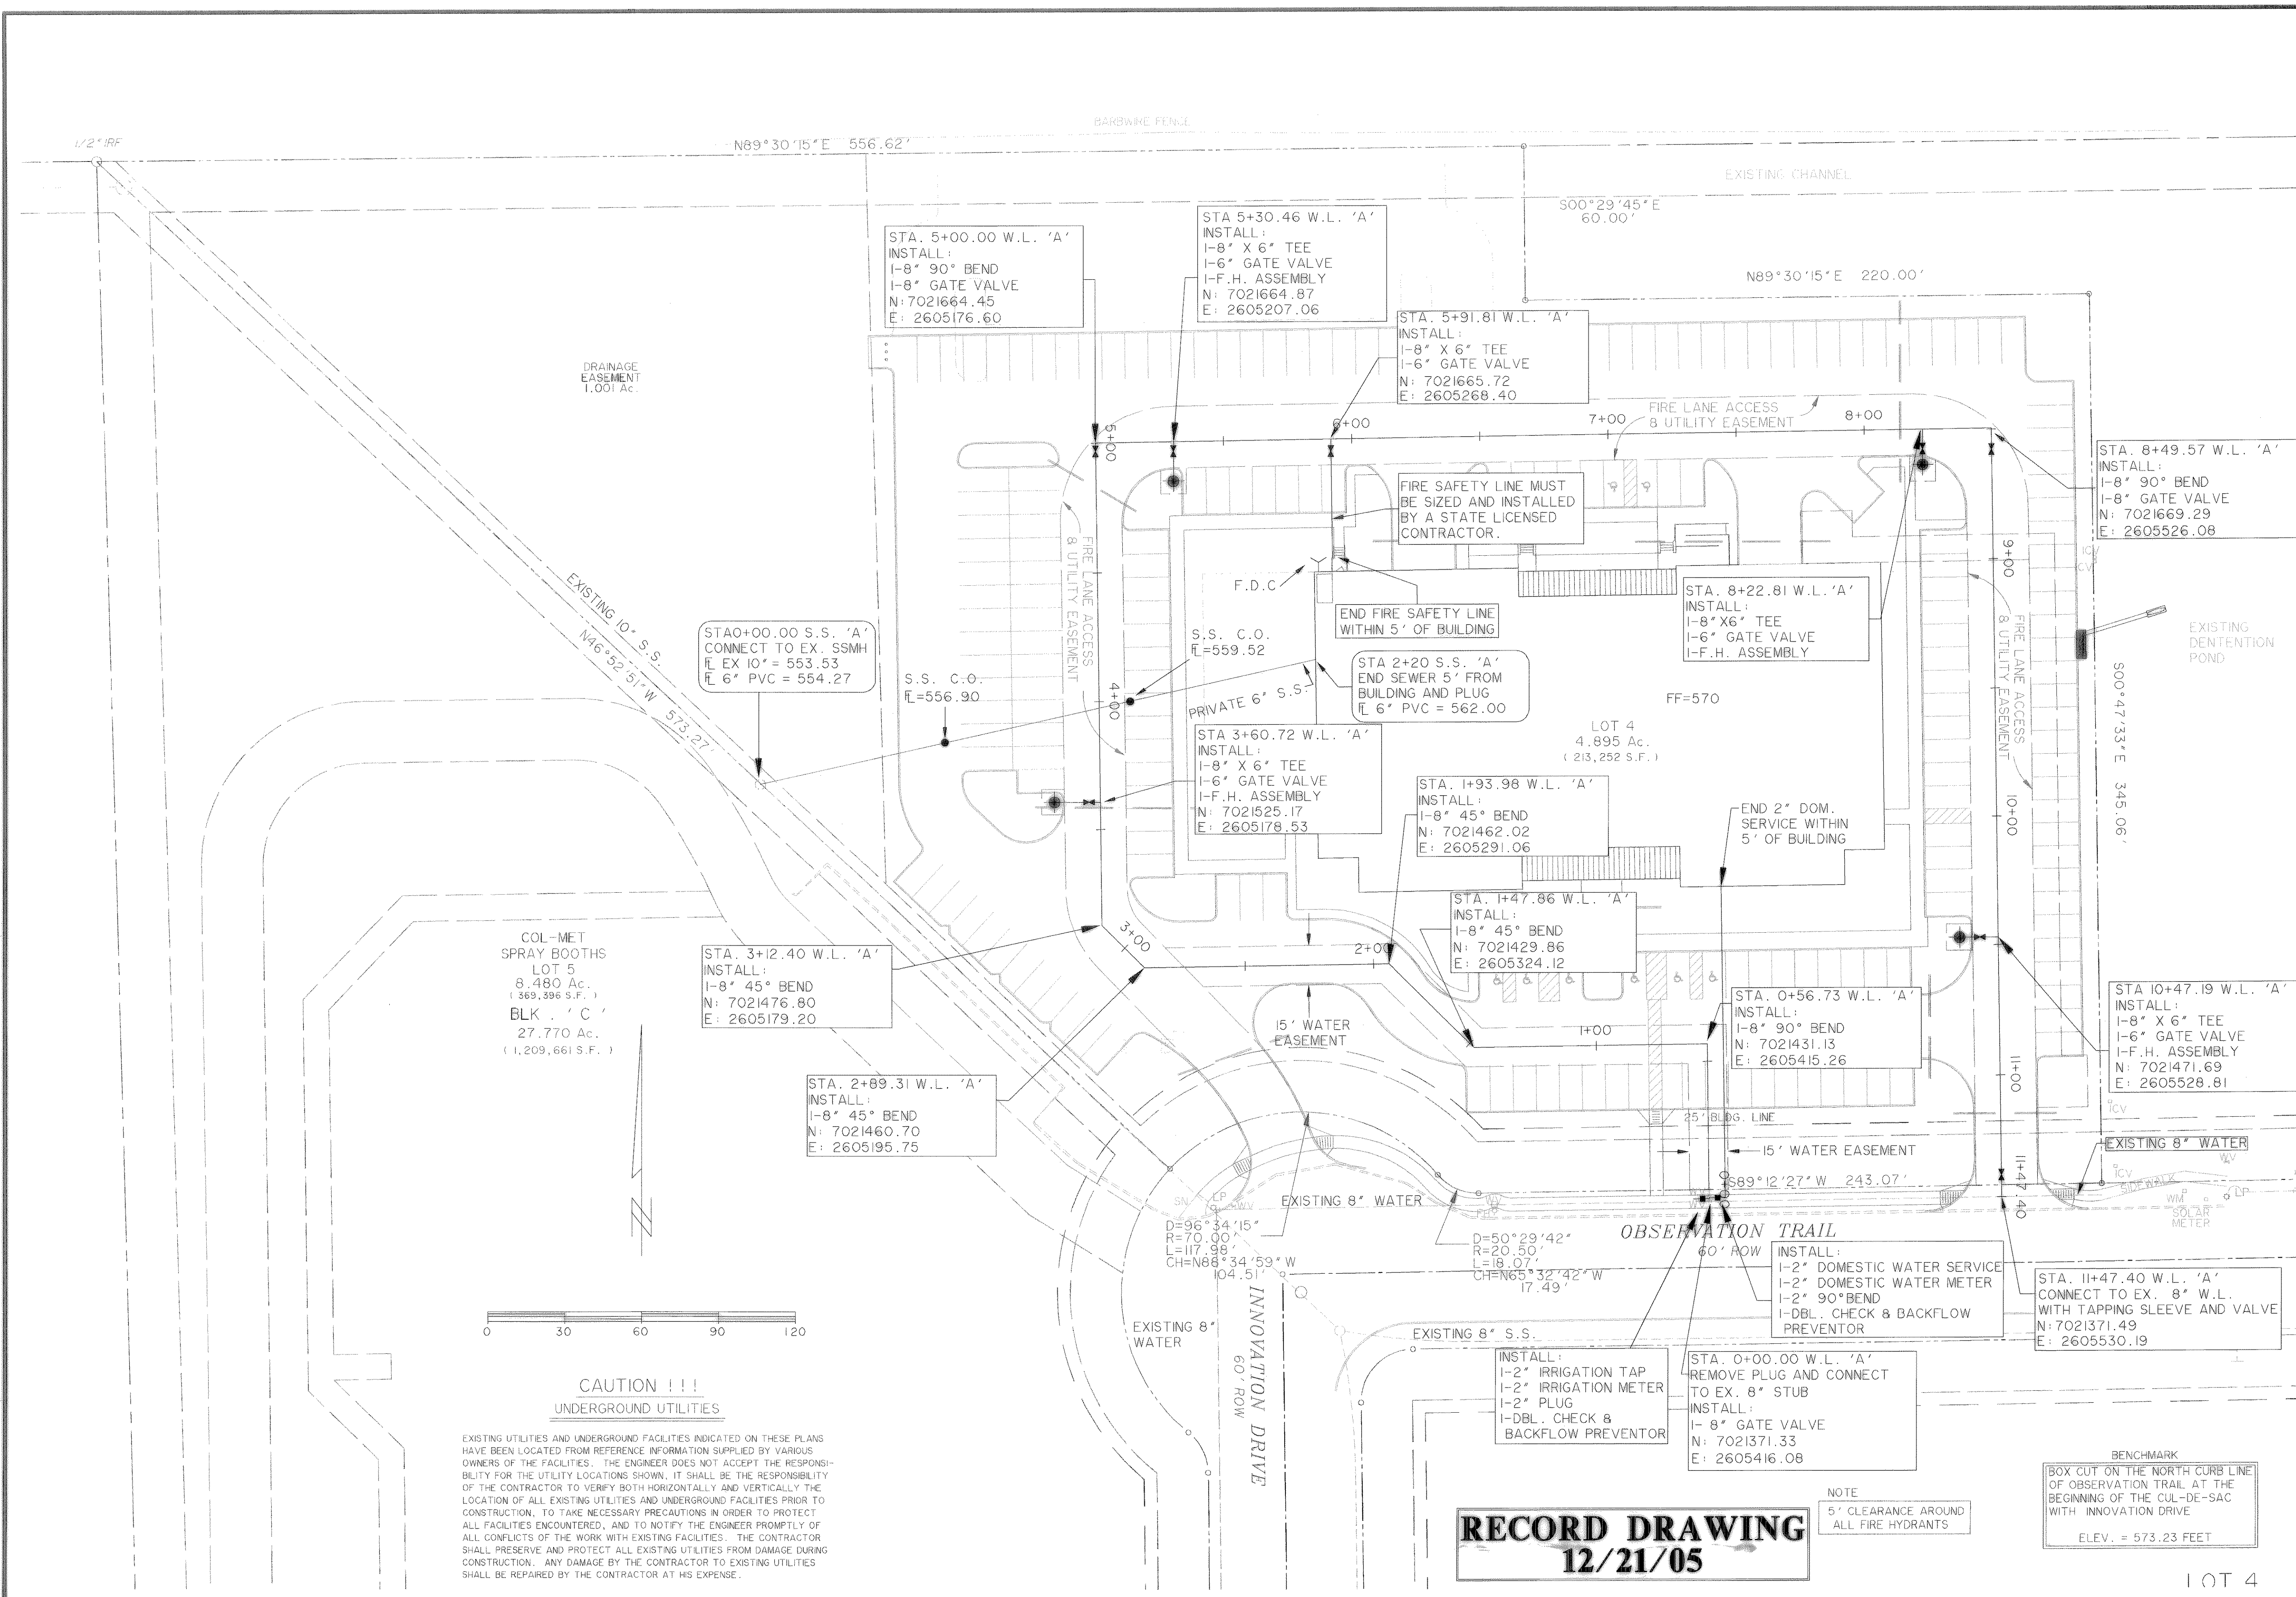 BARBWIRE FENCE
1/2" IRF
N89°30'15"E 556.62'
EXISTING CHANNEL
S00°29'45"E
60.00'
N89°30'15"E 220.00'
STA. 5+00.00 W.L. 'A'
INSTALL:
1-8" 90° BEND
1-8" GATE VALVE
N:7021664.45
E: 2605176.60
STA 5+30.46 W.L. 'A'
INSTALL:
1-8" X 6" TEE
1-6" GATE VALVE
1-F.H. ASSEMBLY
N: 7021664.87
E: 2605207.06
STA. 5+91.81 W.L. 'A'
INSTALL:
1-8" X 6" TEE
1-6" GATE VALVE
N: 7021665.72
E: 2605268.40
DRAINAGE
EASEMENT
1.001 Ac.
FIRE LANE ACCESS
& UTILITY EASEMENT
5+00
6+00
7+00
8+00
STA. 8+49.57 W.L. 'A'
INSTALL:
1-8" 90° BEND
1-8" GATE VALVE
N: 7021669.29
E: 2605526.08
FIRE SAFETY LINE MUST
BE SIZED AND INSTALLED
BY A STATE LICENSED
CONTRACTOR.
FIRE LANE ACCESS
& UTILITY EASEMENT
9+00
ICV
ICV
F.D.C
END FIRE SAFETY LINE
WITHIN 5' OF BUILDING
STA. 8+22.81 W.L. 'A'
INSTALL:
1-8" X6" TEE
1-6" GATE VALVE
1-F.H. ASSEMBLY
FIRE LANE ACCESS
& UTILITY EASEMENT
EXISTING
DENTENTION
POND
EXISTING 10" S.S.
N46°52'51"W 573.27'
STA0+00.00 S.S. 'A'
CONNECT TO EX. SSMH
FL EX 10" = 553.53
FL 6" PVC = 554.27
S.S. C.O.
FL=556.90
S.S. C.O.
FL=559.52
4+00
PRIVATE 6" S.S.
STA 2+20 S.S. 'A'
END SEWER 5' FROM
BUILDING AND PLUG
FL 6" PVC = 562.00
FF=570
LOT 4
4.895 Ac.
( 213,252 S.F. )
S00°47'33"E 345.06'
STA 3+60.72 W.L. 'A'
INSTALL:
1-8" X 6" TEE
1-6" GATE VALVE
1-F.H. ASSEMBLY
N: 7021525.17
E: 2605178.53
STA. 1+93.98 W.L. 'A'
INSTALL:
1-8" 45° BEND
N: 7021462.02
E: 2605291.06
END 2" DOM.
SERVICE WITHIN
5' OF BUILDING
10+00
STA. 1+47.86 W.L. 'A'
INSTALL:
1-8" 45° BEND
N: 7021429.86
E: 2605324.12
3+00
2+00
COL-MET
SPRAY BOOTHS
LOT 5
8.480 Ac.
( 369,396 S.F. )
BLK . 'C'
27.770 Ac.
( 1,209,661 S.F. )
STA. 3+12.40 W.L. 'A'
INSTALL:
1-8" 45° BEND
N: 7021476.80
E: 2605179.20
STA. 2+89.31 W.L. 'A'
INSTALL:
1-8" 45° BEND
N: 7021460.70
E: 2605195.75
15' WATER
EASEMENT
1+00
STA. 0+56.73 W.L. 'A'
INSTALL:
1-8" 90° BEND
N: 7021431.13
E: 2605415.26
STA 10+47.19 W.L. 'A'
INSTALL:
1-8" X 6" TEE
1-6" GATE VALVE
1-F.H. ASSEMBLY
N: 7021471.69
E: 2605528.81
11+00
ICV
25' BLDG. LINE
15' WATER EASEMENT
EXISTING 8" WATER
WV
ICV
SIDEWALK
S89°12'27"W 243.07'
11+47.40
WM
LP
SOLAR
METER
SN
LP
WV
EXISTING 8" WATER
WV
FH
OBSERVATION TRAIL
60' ROW
D=96°34'15"
R=70.00'
L=117.98'
CH=N88°34'59"W
104.51'
D=50°29'42"
R=20.50'
L=18.07'
CH=N65°32'42"W
17.49'
INSTALL:
1-2" DOMESTIC WATER SERVICE
1-2" DOMESTIC WATER METER
1-2" 90°BEND
1-DBL. CHECK & BACKFLOW
PREVENTOR
STA. 11+47.40 W.L. 'A'
CONNECT TO EX. 8" W.L.
WITH TAPPING SLEEVE AND VALVE
N:7021371.49
E: 2605530.19
0 30 60 90 120
EXISTING 8"
WATER
INNOVATION DRIVE
60' ROW
EXISTING 8" S.S.
INSTALL:
1-2" IRRIGATION TAP
1-2" IRRIGATION METER
1-2" PLUG
1-DBL. CHECK &
BACKFLOW PREVENTOR
STA. 0+00.00 W.L. 'A'
REMOVE PLUG AND CONNECT
TO EX. 8" STUB
INSTALL:
1- 8" GATE VALVE
N: 7021371.33
E: 2605416.08
CAUTION !!!
UNDERGROUND UTILITIES
EXISTING UTILITIES AND UNDERGROUND FACILITIES INDICATED ON THESE PLANS
HAVE BEEN LOCATED FROM REFERENCE INFORMATION SUPPLIED BY VARIOUS
OWNERS OF THE FACILITIES. THE ENGINEER DOES NOT ACCEPT THE RESPONSI-
BILITY FOR THE UTILITY LOCATIONS SHOWN, IT SHALL BE THE RESPONSIBILITY
OF THE CONTRACTOR TO VERIFY BOTH HORIZONTALLY AND VERTICALLY THE
LOCATION OF ALL EXISTING UTILITIES AND UNDERGROUND FACILITIES PRIOR TO
CONSTRUCTION, TO TAKE NECESSARY PRECAUTIONS IN ORDER TO PROTECT
ALL FACILITIES ENCOUNTERED, AND TO NOTIFY THE ENGINEER PROMPTLY OF
ALL CONFLICTS OF THE WORK WITH EXISTING FACILITIES. THE CONTRACTOR
SHALL PRESERVE AND PROTECT ALL EXISTING UTILITIES FROM DAMAGE DURING
CONSTRUCTION. ANY DAMAGE BY THE CONTRACTOR TO EXISTING UTILITIES
SHALL BE REPAIRED BY THE CONTRACTOR AT HIS EXPENSE.
RECORD DRAWING
12/21/05
NOTE
5' CLEARANCE AROUND
ALL FIRE HYDRANTS
BENCHMARK
BOX CUT ON THE NORTH CURB LINE
OF OBSERVATION TRAIL AT THE
BEGINNING OF THE CUL-DE-SAC
WITH INNOVATION DRIVE
ELEV. = 573.23 FEET
LOT 4